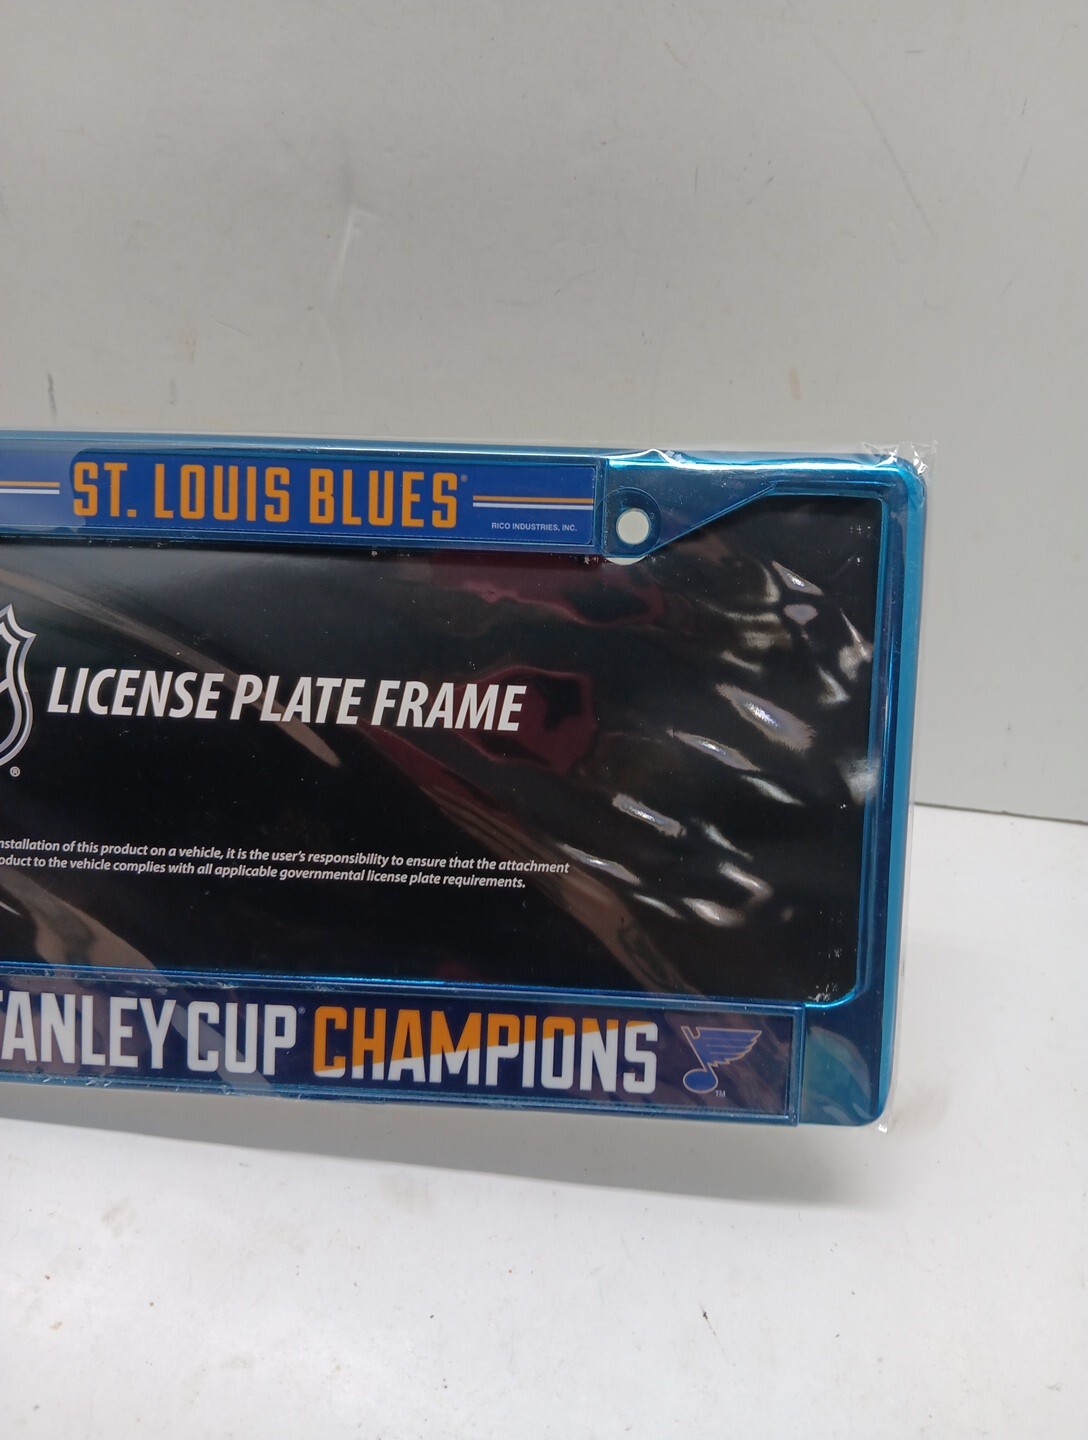 ST. LOUIS BLUES®
RICO INDUSTRIES, INC.
LICENSE PLATE FRAME
®
nstallation of this product on a vehicle, it is the user's responsibility to ensure that the attachment
oduct to the vehicle complies with all applicable governmental license plate requirements.
TANLEY CUP® CHAMPIONS
TM